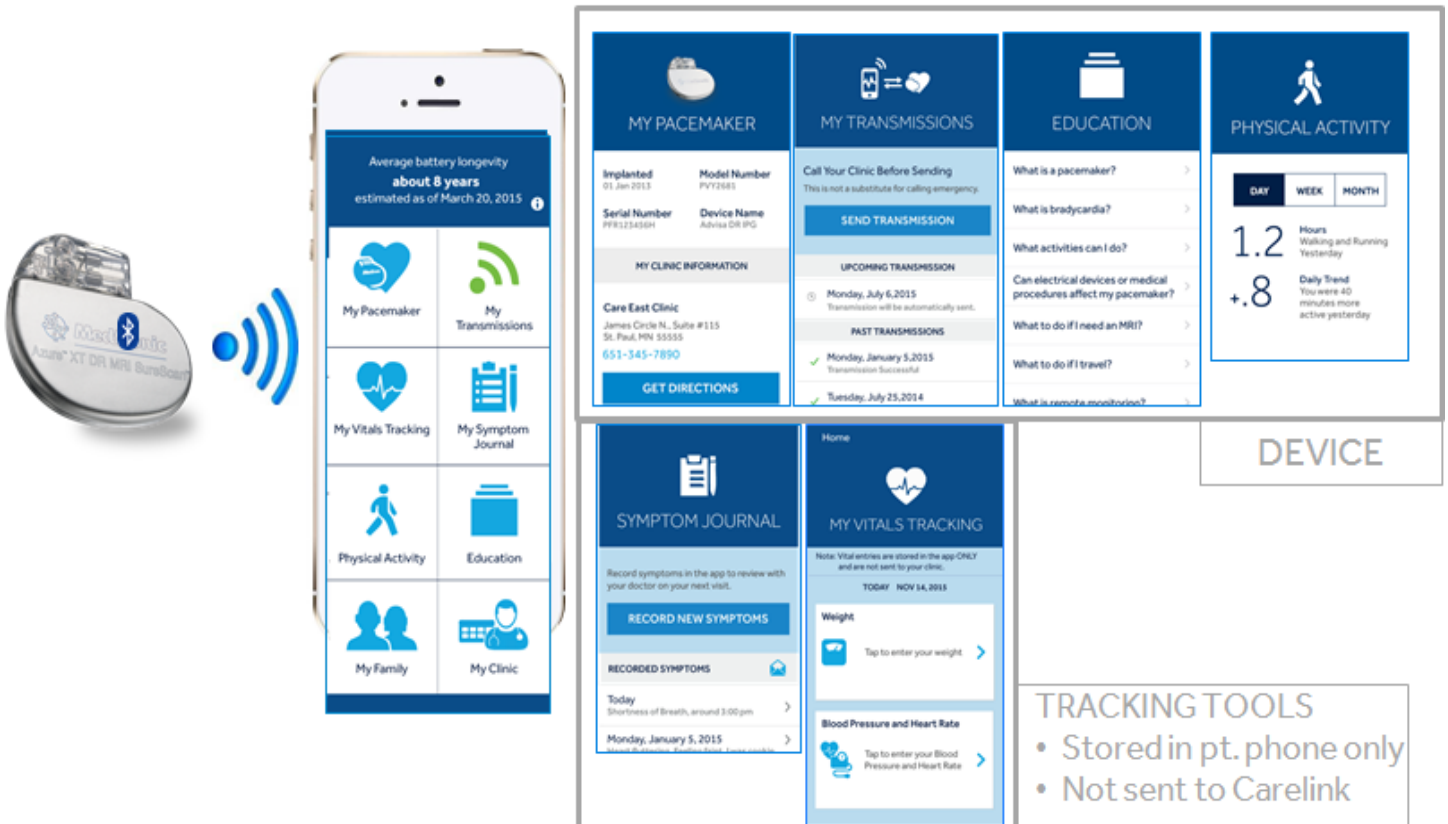 Medtronic
Azure™ XT DR MRI SureScan™
Average battery longevity
about 8 years
estimated as of March 20, 2015
My Pacemaker
My
Transmissions
My Vitals Tracking
My Symptom
Journal
Physical Activity
Education
My Family
My Clinic
MY PACEMAKER
Implanted
01 Jan 2013
Model Number
PVY2681
Serial Number
PFR123456H
Device Name
Advisa DR IPG
MY CLINIC INFORMATION
Care East Clinic
James Circle N., Suite #115
St. Paul, MN 55555
651-345-7890
GET DIRECTIONS
MY TRANSMISSIONS
Call Your Clinic Before Sending
This is not a substitute for calling emergency.
SEND TRANSMISSION
UPCOMING TRANSMISSION
Monday, July 6,2015
Transmission will be automatically sent.
PAST TRANSMISSIONS
Monday, January 5,2015
Transmission Successful
Tuesday, July 25,2014
EDUCATION
What is a pacemaker?
What is bradycardia?
What activities can I do?
Can electrical devices or medical
procedures affect my pacemaker?
What to do if I need an MRI?
What to do if I travel?
What is remote monitoring?
PHYSICAL ACTIVITY
DAY WEEK MONTH
1.2
Hours
Walking and Running
Yesterday
+.8
Daily Trend
You were 40
minutes more
active yesterday
DEVICE
SYMPTOM JOURNAL
Record symptoms in the app to review with
your doctor on your next visit.
RECORD NEW SYMPTOMS
RECORDED SYMPTOMS
Today
Shortness of Breath, around 3:00 pm
Monday, January 5, 2015
Home
MY VITALS TRACKING
Note: Vital entries are stored in the app ONLY
and are not sent to your clinic.
TODAY NOV 14, 2015
Weight
Tap to enter your weight
Blood Pressure and Heart Rate
Tap to enter your Blood
Pressure and Heart Rate
TRACKING TOOLS
• Stored in pt. phone only
• Not sent to Carelink